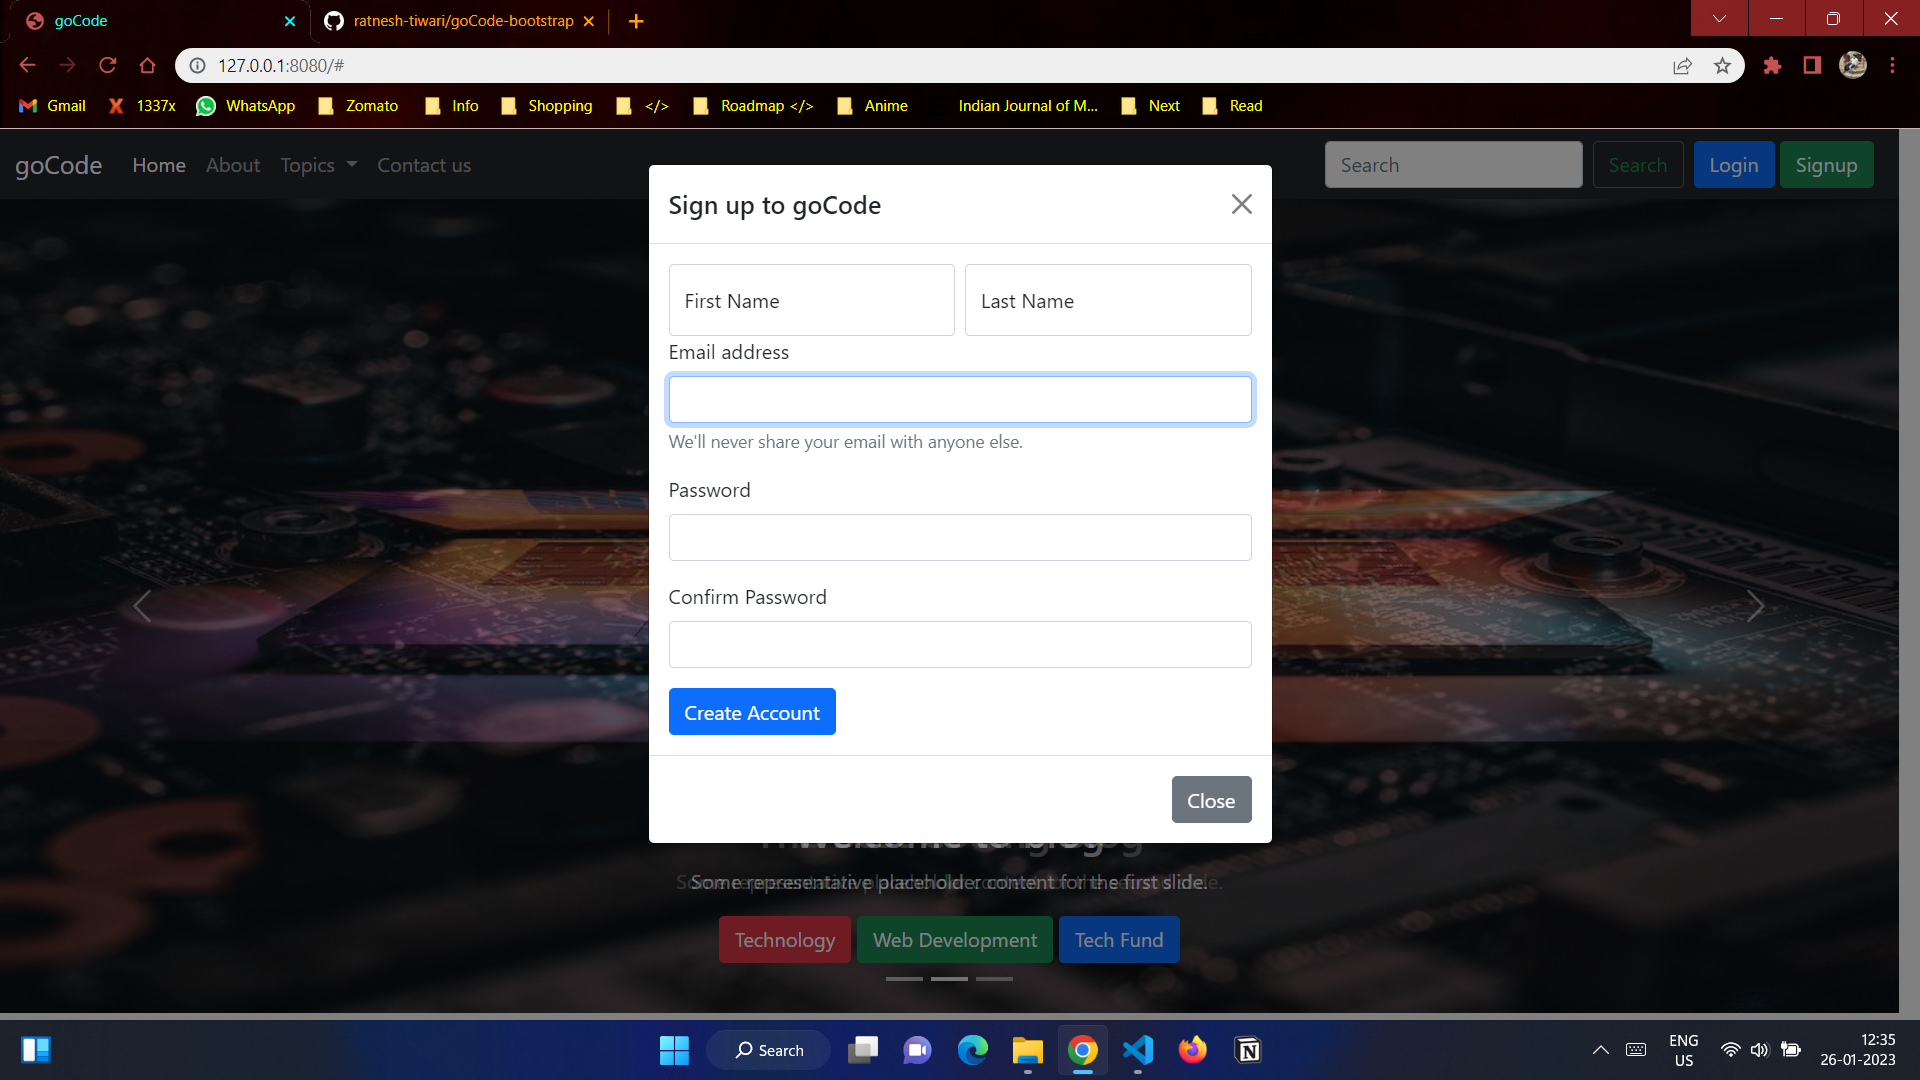 goCode
ratnesh-tiwari/goCode-bootstrap
127.0.0.1:8080/#
Gmail 1337x WhatsApp Zomato Info Shopping </> Roadmap </> Anime Indian Journal of M... Next Read
goCode Home About Topics Contact us Search Search Login Signup
Sign up to goCode
First Name Last Name
Email address
We'll never share your email with anyone else.
Password
Confirm Password
Create Account
Close
Welcome to blog
Some representative placeholder content for the first slide.
Technology Web Development Tech Fund
Search
ENG
US
12:35
26-01-2023